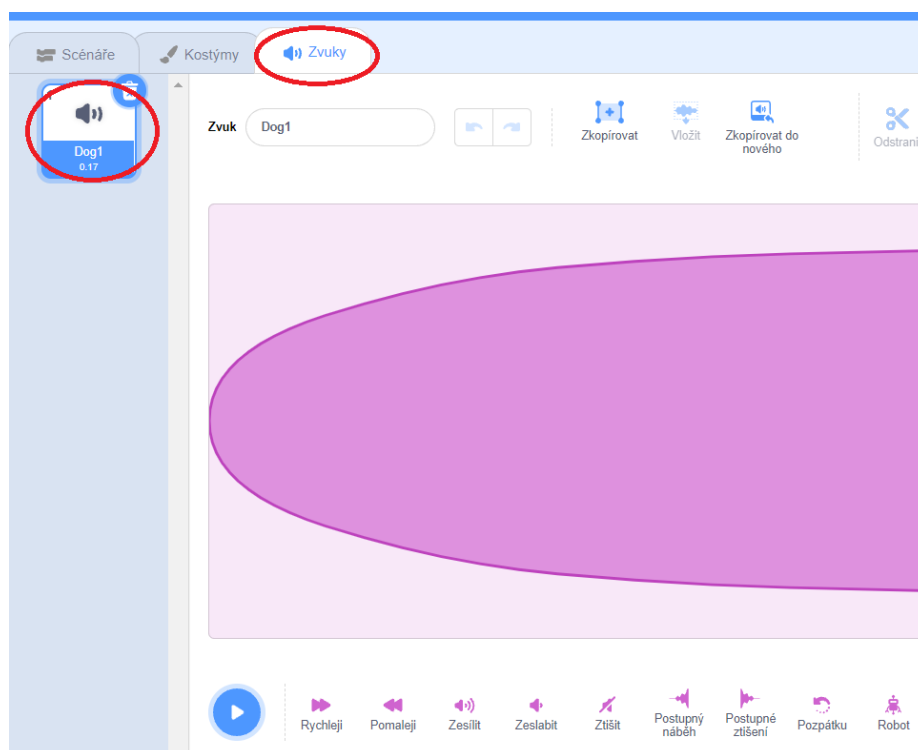 Scénáře
Kostýmy
Zvuky
Dog1
0.17
Zvuk
Dog1
Zkopírovat
Vložit
Zkopírovat do
nového
Odstrani
Rychleji
Pomaleji
Zesílit
Zeslabit
Ztišit
Postupný
náběh
Postupné
ztlšení
Pozpátku
Robot